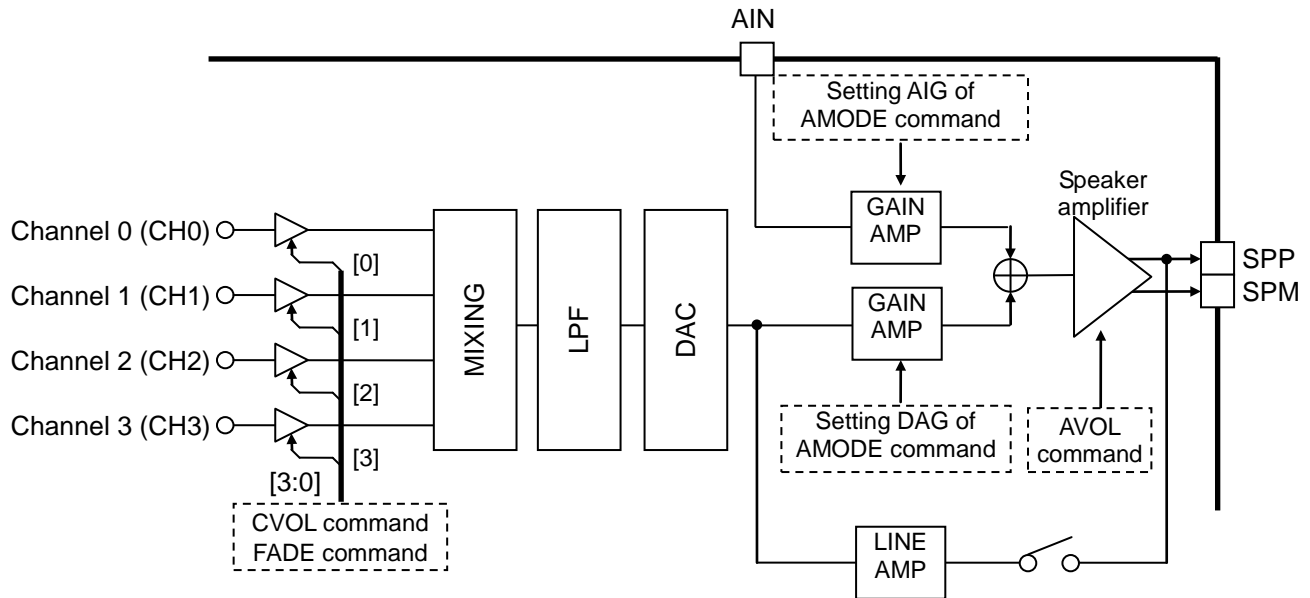 AIN
Setting AIG of
AMODE command
Speaker
amplifier
GAIN
AMP
Channel 0 (CH0)
[0]
SPP
SPM
Channel 1 (CH1)
[1]
MIXING
LPF
DAC
GAIN
AMP
Channel 2 (CH2)
[2]
Channel 3 (CH3)
[3]
Setting DAG of
AMODE command
AVOL
command
[3:0]
CVOL command
FADE command
LINE
AMP